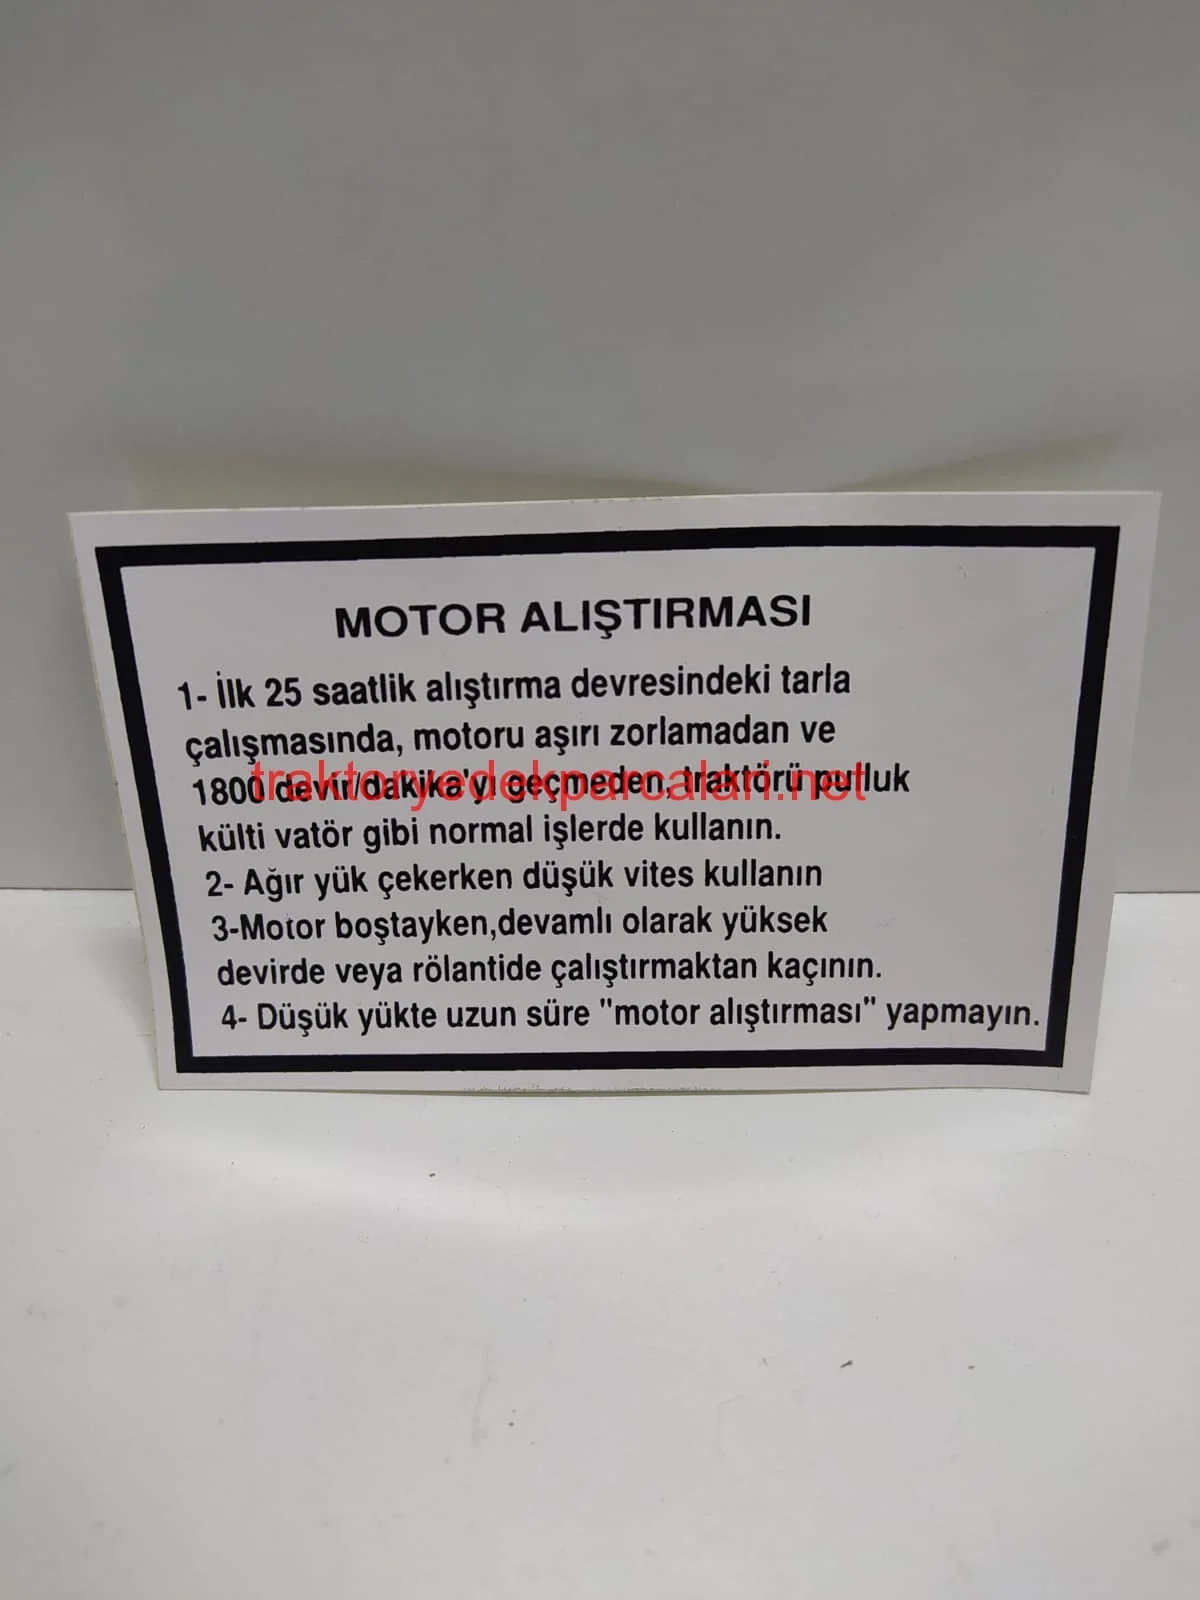 MOTOR ALIŞTIRMASI
1- İlk 25 saatlik alıştırma devresindeki tarla
çalışmasında, motoru aşırı zorlamadan ve
1800 devir/dakika'yı geçmeden, traktörü pulluk
traktoryedekparcalari.net
külti vatör gibi normal işlerde kullanın.
2- Ağır yük çekerken düşük vites kullanın
3-Motor boştayken,devamlı olarak yüksek
devirde veya rölantide çalıştırmaktan kaçının.
4- Düşük yükte uzun süre "motor alıştırması" yapmayın.